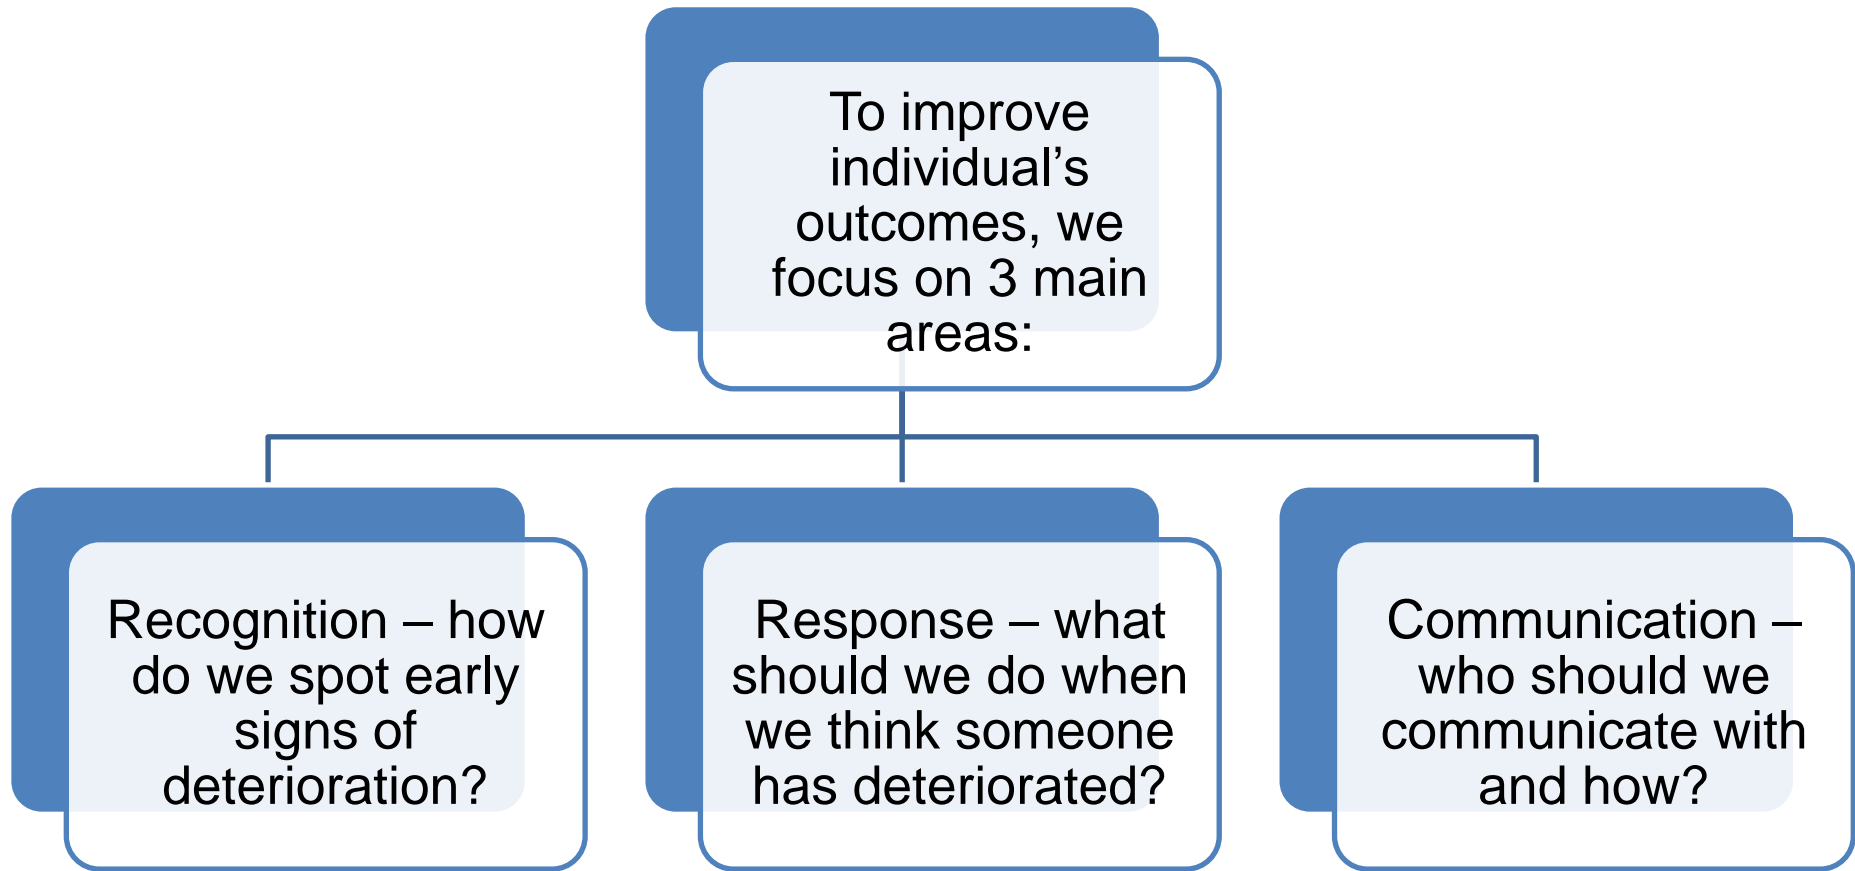 To improve
individual’s
outcomes, we
focus on 3 main
areas:
Recognition – how
do we spot early
signs of
deterioration?
Response – what
should we do when
we think someone
has deteriorated?
Communication –
who should we
communicate with
and how?